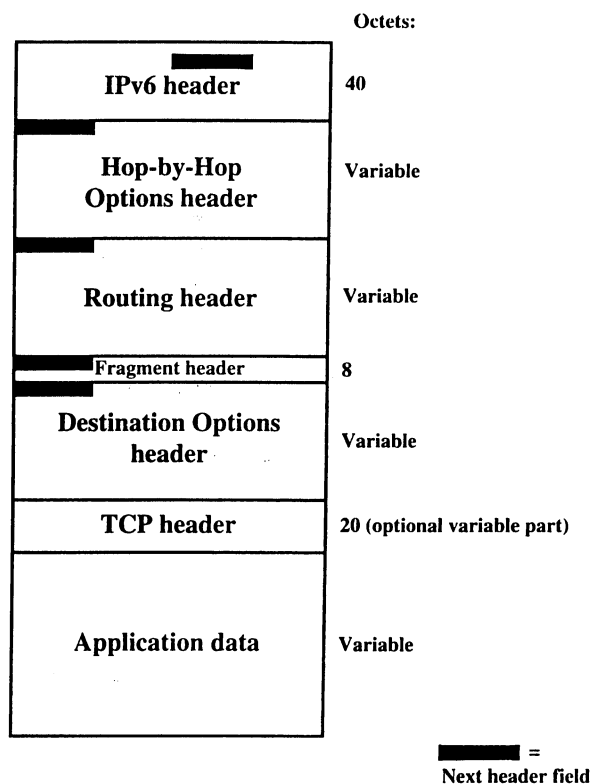 Octets:
IPv6 header
40
Hop-by-Hop
Options header
Variable
Routing header
Variable
Fragment header
8
Destination Options
header
Variable
TCP header
20 (optional variable part)
Application data
Variable
=
Next header field